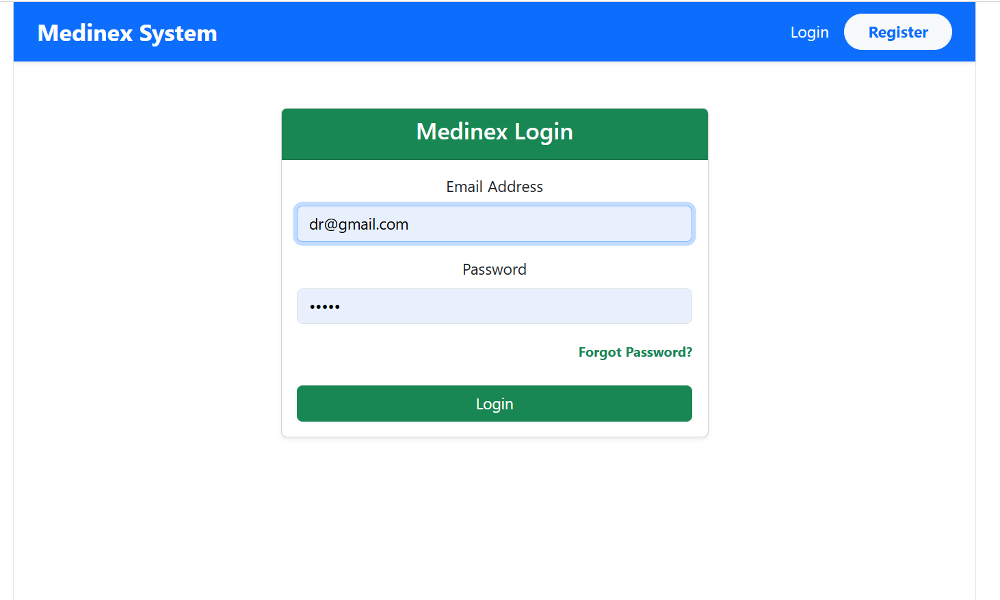 Medinex System
Login
Register
Medinex Login
Email Address
dr@gmail.com
Password
•••••
Forgot Password?
Login